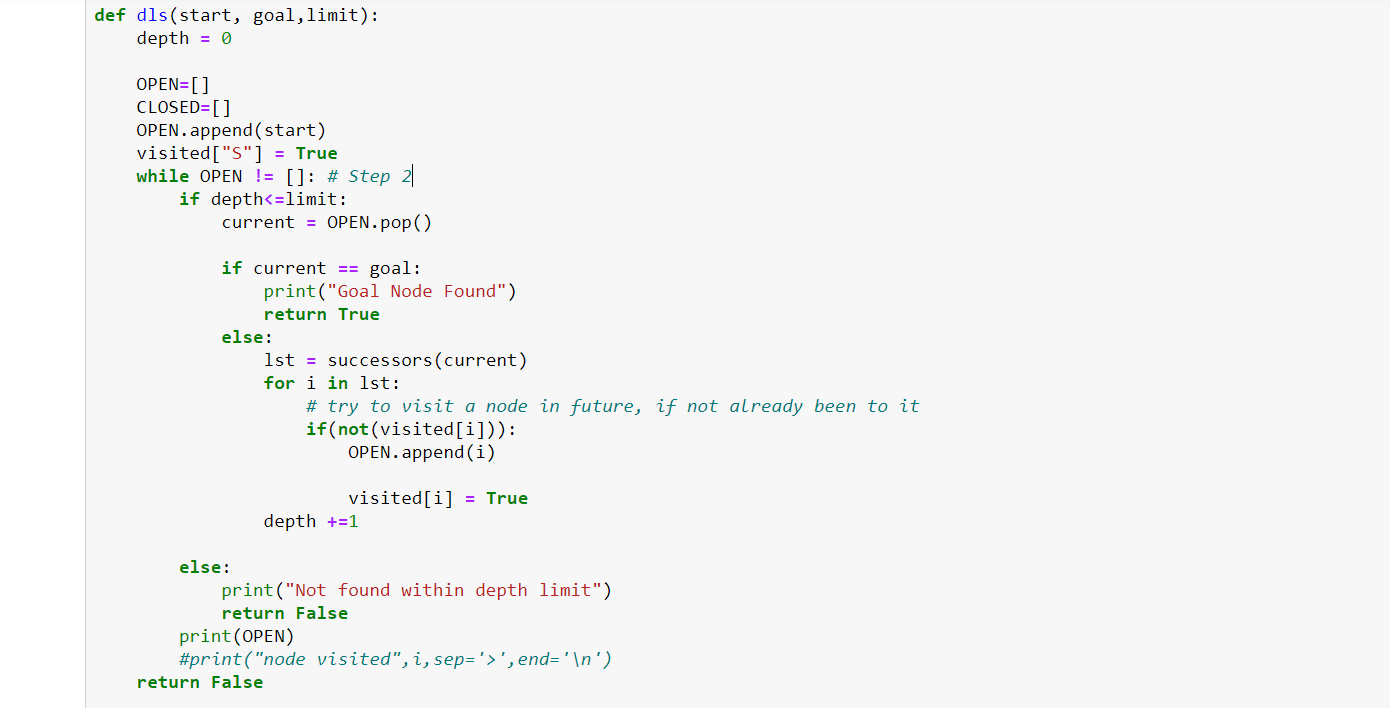 def dls(start, goal,limit):
    depth = 0

    OPEN=[]
    CLOSED=[]
    OPEN.append(start)
    visited["S"] = True
    while OPEN != []: # Step 2
        if depth<=limit:
            current = OPEN.pop()

            if current == goal:
                print("Goal Node Found")
                return True
            else:
                lst = successors(current)
                for i in lst:
                    # try to visit a node in future, if not already been to it
                    if(not(visited[i])):
                        OPEN.append(i)

                        visited[i] = True
                depth +=1

        else:
            print("Not found within depth limit")
            return False
        print(OPEN)
        #print("node visited",i,sep='>',end='\n')
    return False